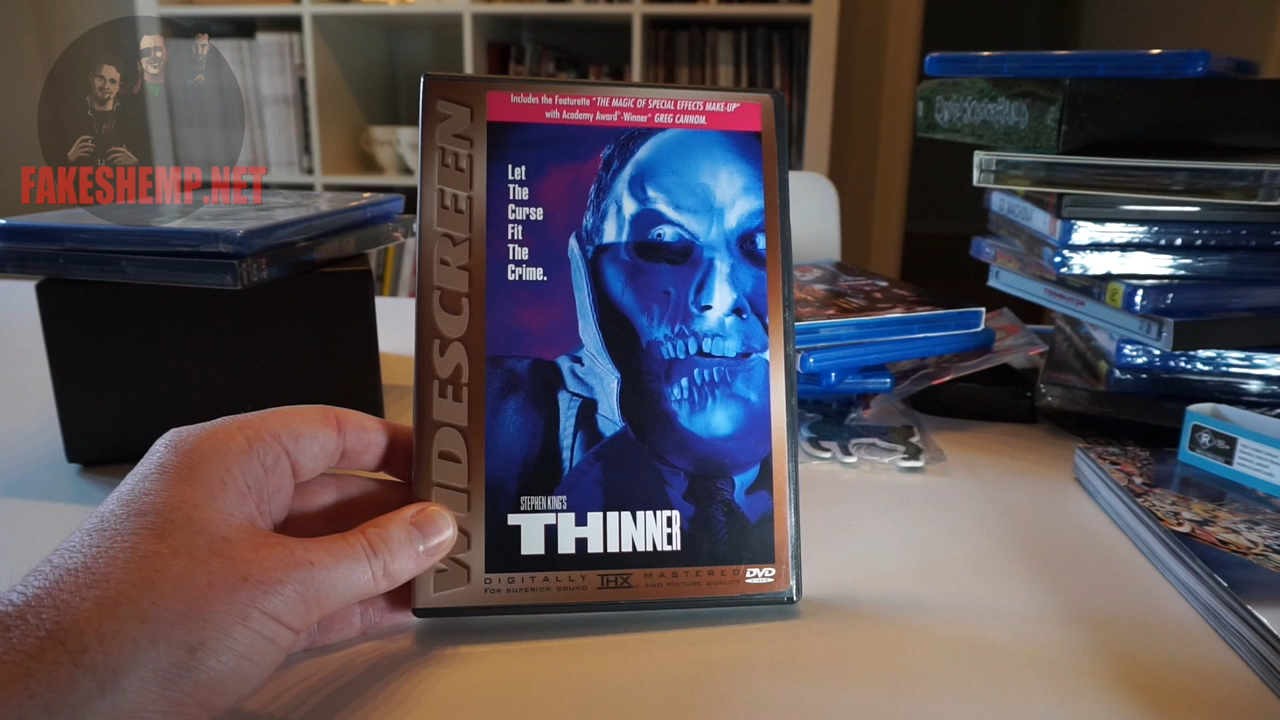 FAKESHEMP.NET
WIDESCREEN
Includes the Featurette "THE MAGIC OF SPECIAL EFFECTS MAKE-UP"
with Academy Award®-Winner* GREG CANNOM.
Let
The
Curse
Fit
The
Crime.
STEPHEN KING'S
THINNER
DIGITALLY THX MASTERED
FOR SUPERIOR SOUND AND PICTURE QUALITY
DVD
VIDEO
R